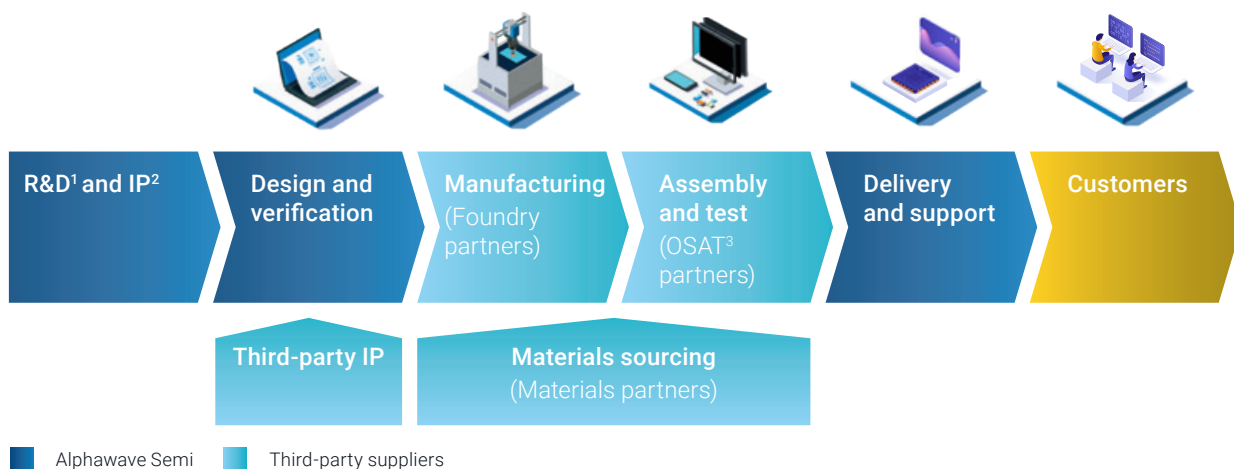 R&D¹ and IP²
Design and
verification
Manufacturing
(Foundry
partners)
Assembly
and test
(OSAT³
partners)
Delivery
and support
Customers
Third-party IP
Materials sourcing
(Materials partners)
Alphawave Semi
Third-party suppliers